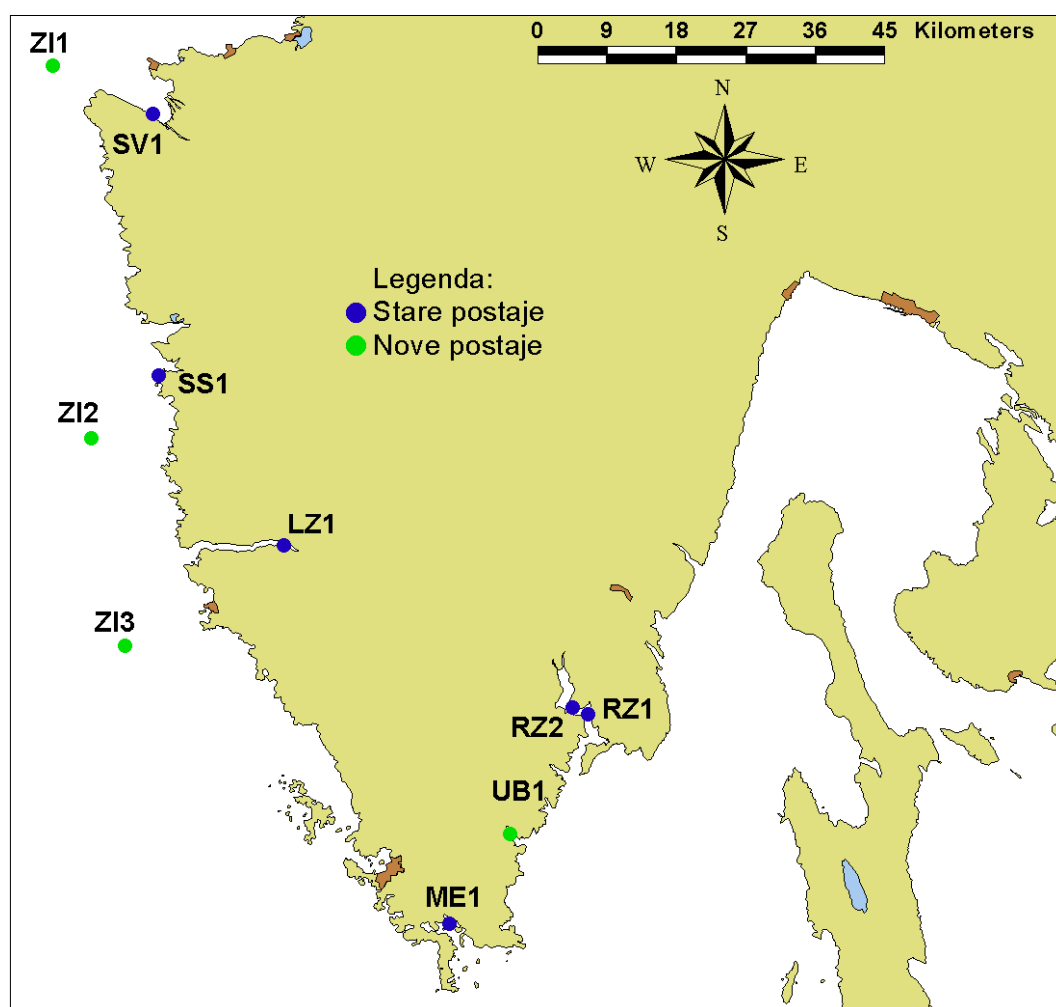 0 9 18 27 36 45 Kilometers
ZI1
N
SV1
W E
S
Legenda:
Stare postaje
Nove postaje
SS1
ZI2
LZ1
ZI3
RZ1
RZ2
UB1
ME1